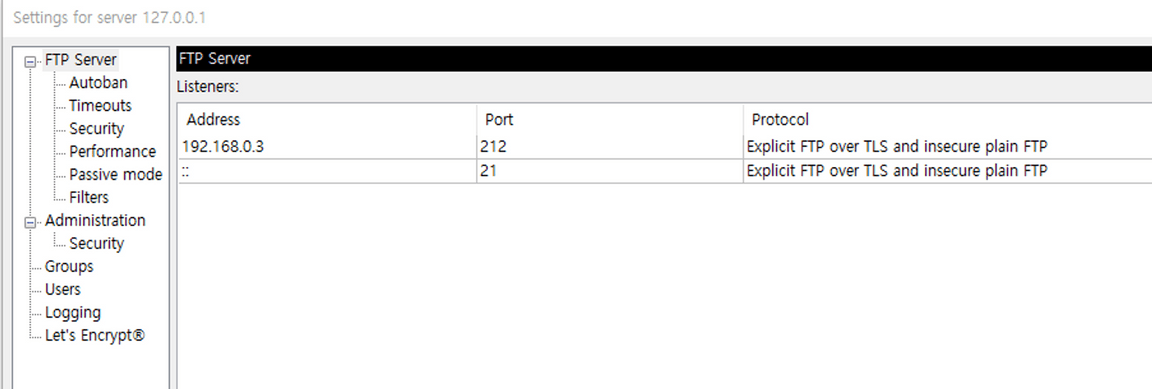 Settings for server 127.0.0.1
FTP Server
Autoban
Timeouts
Security
Performance
Passive mode
Filters
Administration
Security
Groups
Users
Logging
Let's Encrypt®
FTP Server
Listeners:
Address Port Protocol
192.168.0.3 212 Explicit FTP over TLS and insecure plain FTP
:: 21 Explicit FTP over TLS and insecure plain FTP